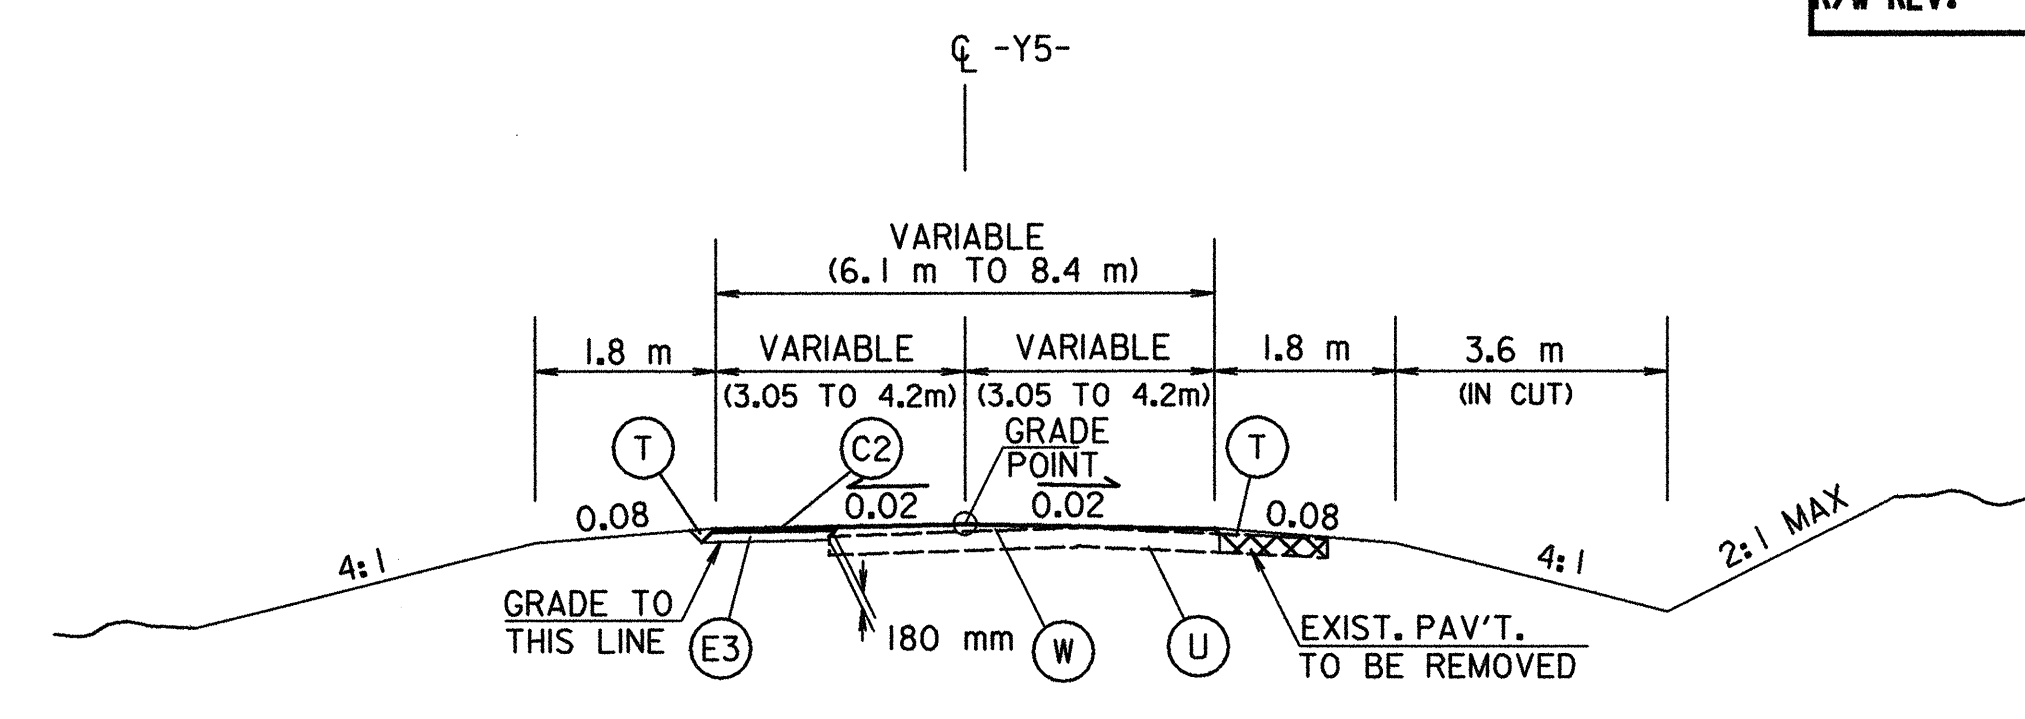 R/W REV.
℄ -Y5-
VARIABLE
(6.1 m TO 8.4 m)
1.8 m
VARIABLE
VARIABLE
1.8 m
3.6 m
(3.05 TO 4.2m)
(3.05 TO 4.2m)
(IN CUT)
T
C2
GRADE
POINT
T
0.08
0.02
0.02
0.08
4:1
4:1
2:1 MAX
GRADE TO
THIS LINE
E3
180 mm
W
U
EXIST. PAV'T.
TO BE REMOVED